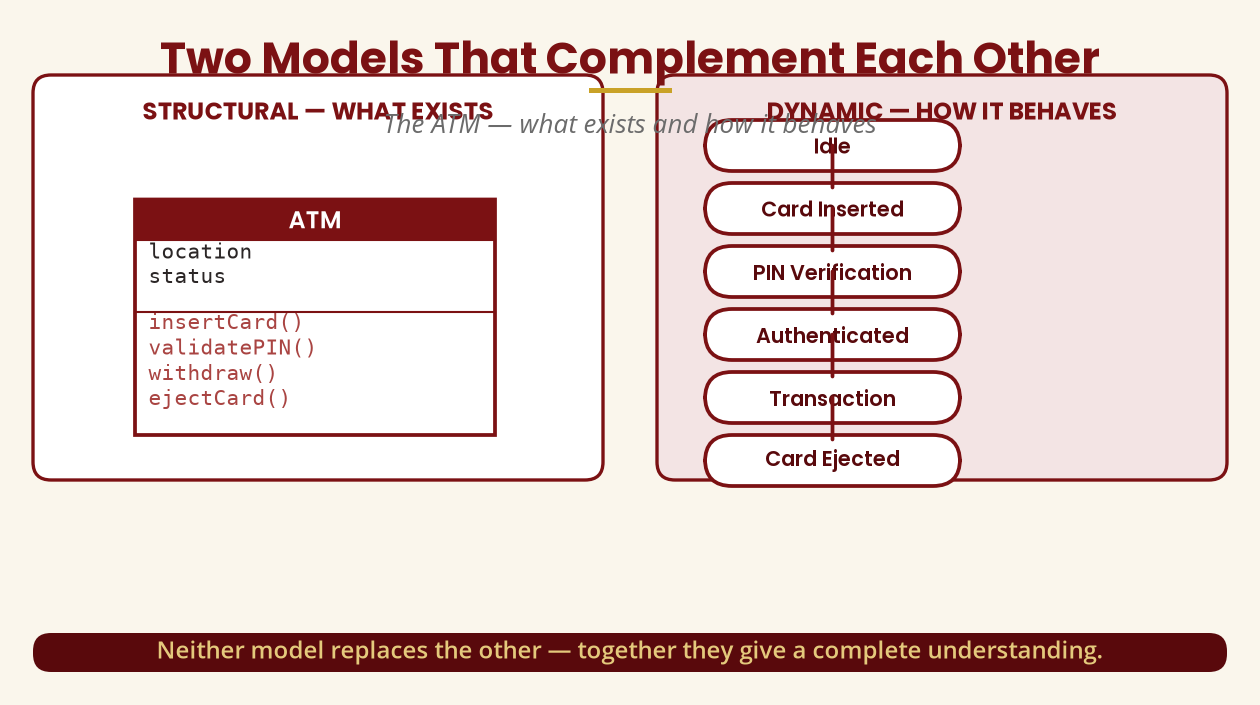 Two Models That Complement Each Other
The ATM — what exists and how it behaves
STRUCTURAL — WHAT EXISTS
ATM
location
status
insertCard()
validatePIN()
withdraw()
ejectCard()
DYNAMIC — HOW IT BEHAVES
Idle
Card Inserted
PIN Verification
Authenticated
Transaction
Card Ejected
Neither model replaces the other — together they give a complete understanding.